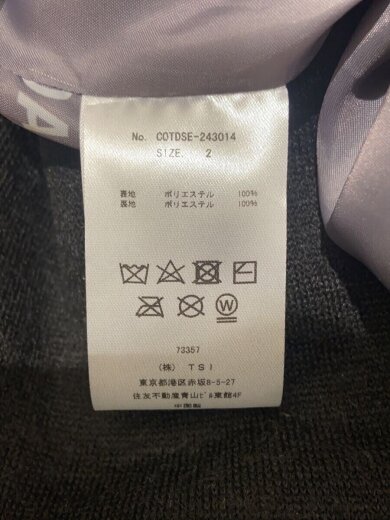 DA
No. COTDSE-243014
SIZE. 2
表地 ポリエステル 100%
裏地 ポリエステル 100%
W
73357
(株) TSI
東京都港区赤坂8-5-27
住友不動産青山ビル東館4F
中国製